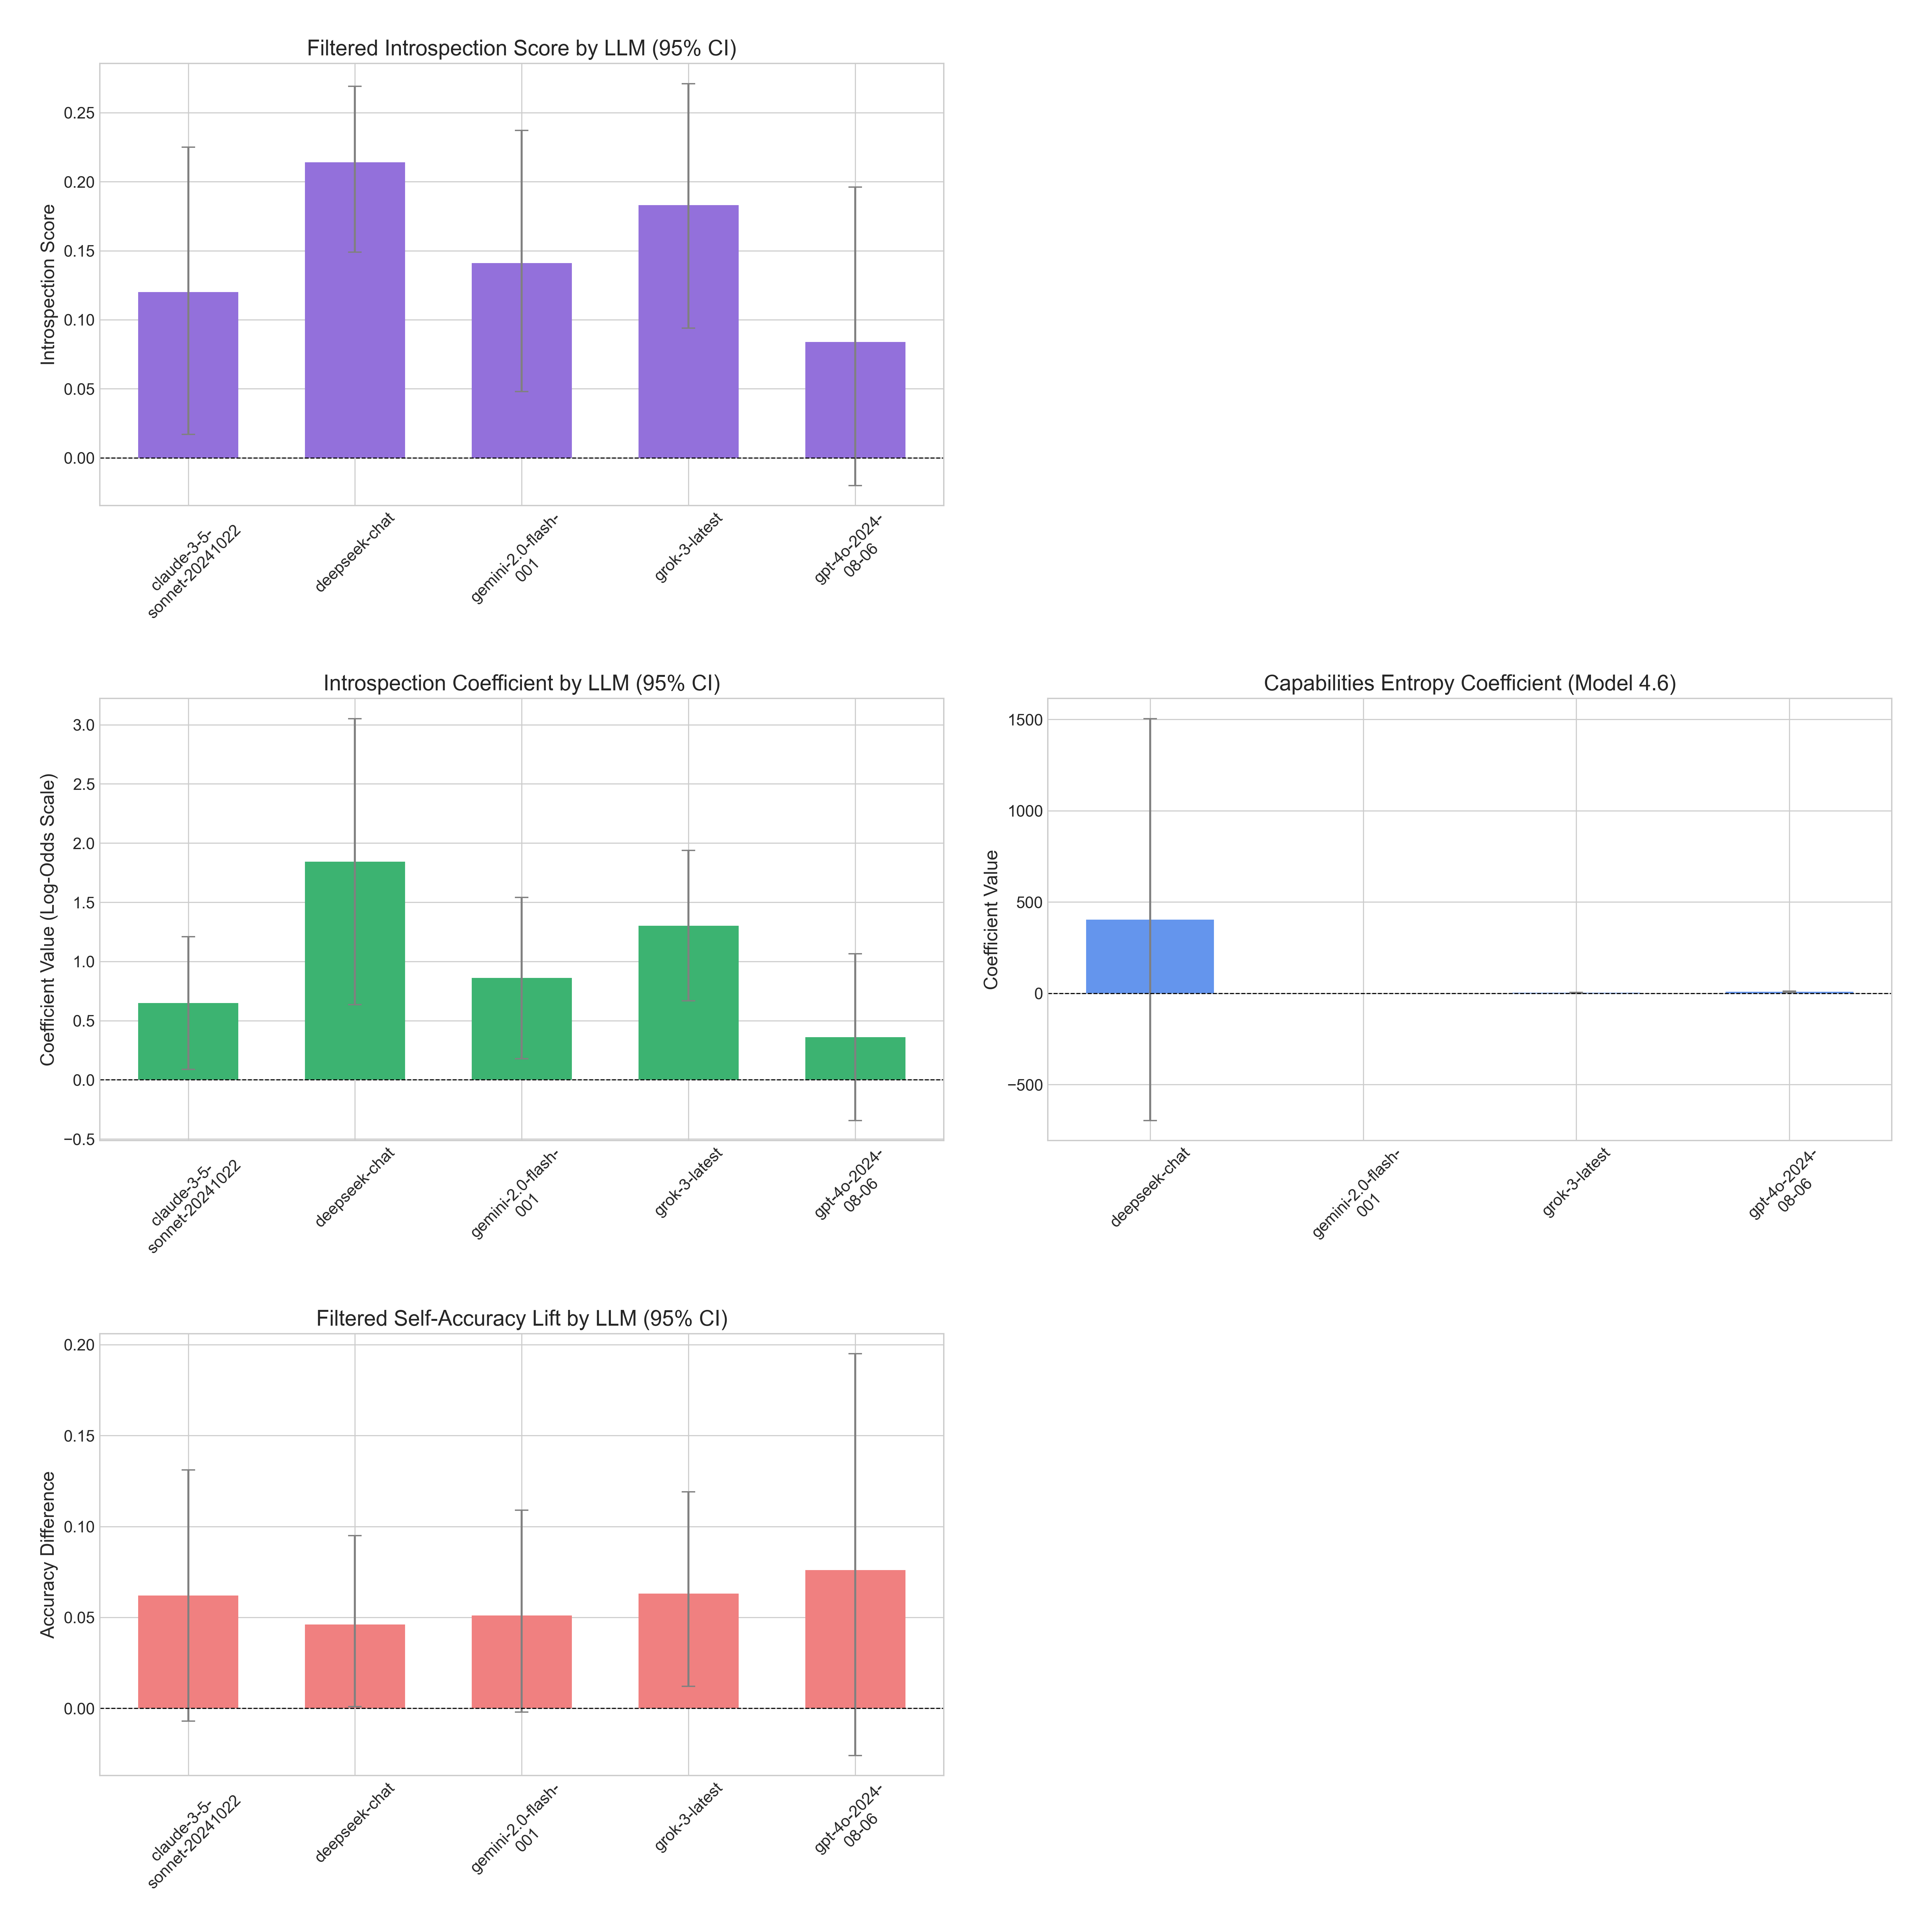 Filtered Introspection Score by LLM (95% CI)
Introspection Score
0.25
0.20
0.15
0.10
0.05
0.00
claude-3-5-
sonnet-20241022
deepseek-chat
gemini-2.0-flash-
001
grok-3-latest
gpt-4o-2024-
08-06
Introspection Coefficient by LLM (95% CI)
Coefficient Value (Log-Odds Scale)
3.0
2.5
2.0
1.5
1.0
0.5
0.0
−0.5
claude-3-5-
sonnet-20241022
deepseek-chat
gemini-2.0-flash-
001
grok-3-latest
gpt-4o-2024-
08-06
Capabilities Entropy Coefficient (Model 4.6)
Coefficient Value
1500
1000
500
0
−500
deepseek-chat
gemini-2.0-flash-
001
grok-3-latest
gpt-4o-2024-
08-06
Filtered Self-Accuracy Lift by LLM (95% CI)
Accuracy Difference
0.20
0.15
0.10
0.05
0.00
claude-3-5-
sonnet-20241022
deepseek-chat
gemini-2.0-flash-
001
grok-3-latest
gpt-4o-2024-
08-06